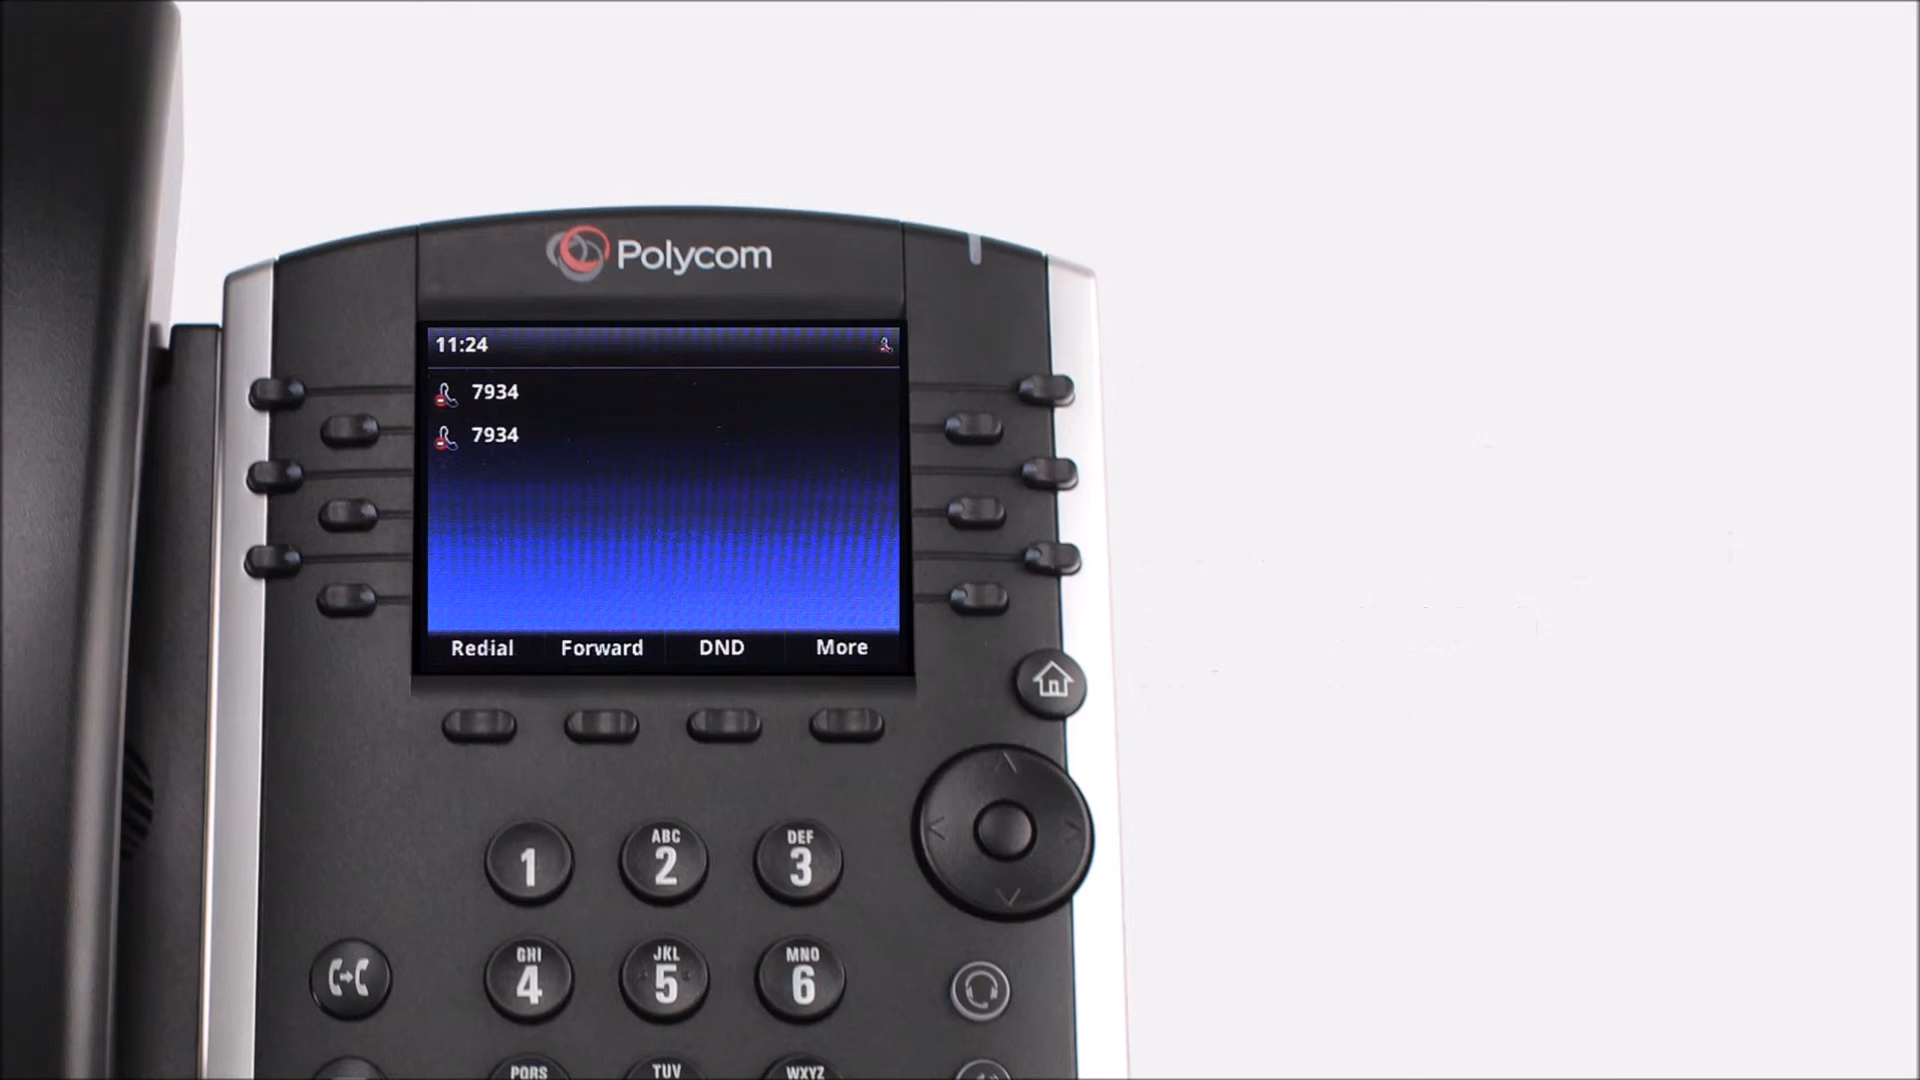 Polycom
11:24
7934
7934
Redial Forward DND More
1 ABC 2 DEF 3
GHI 4 JKL 5 MNO 6
PQRS TUV WXYZ